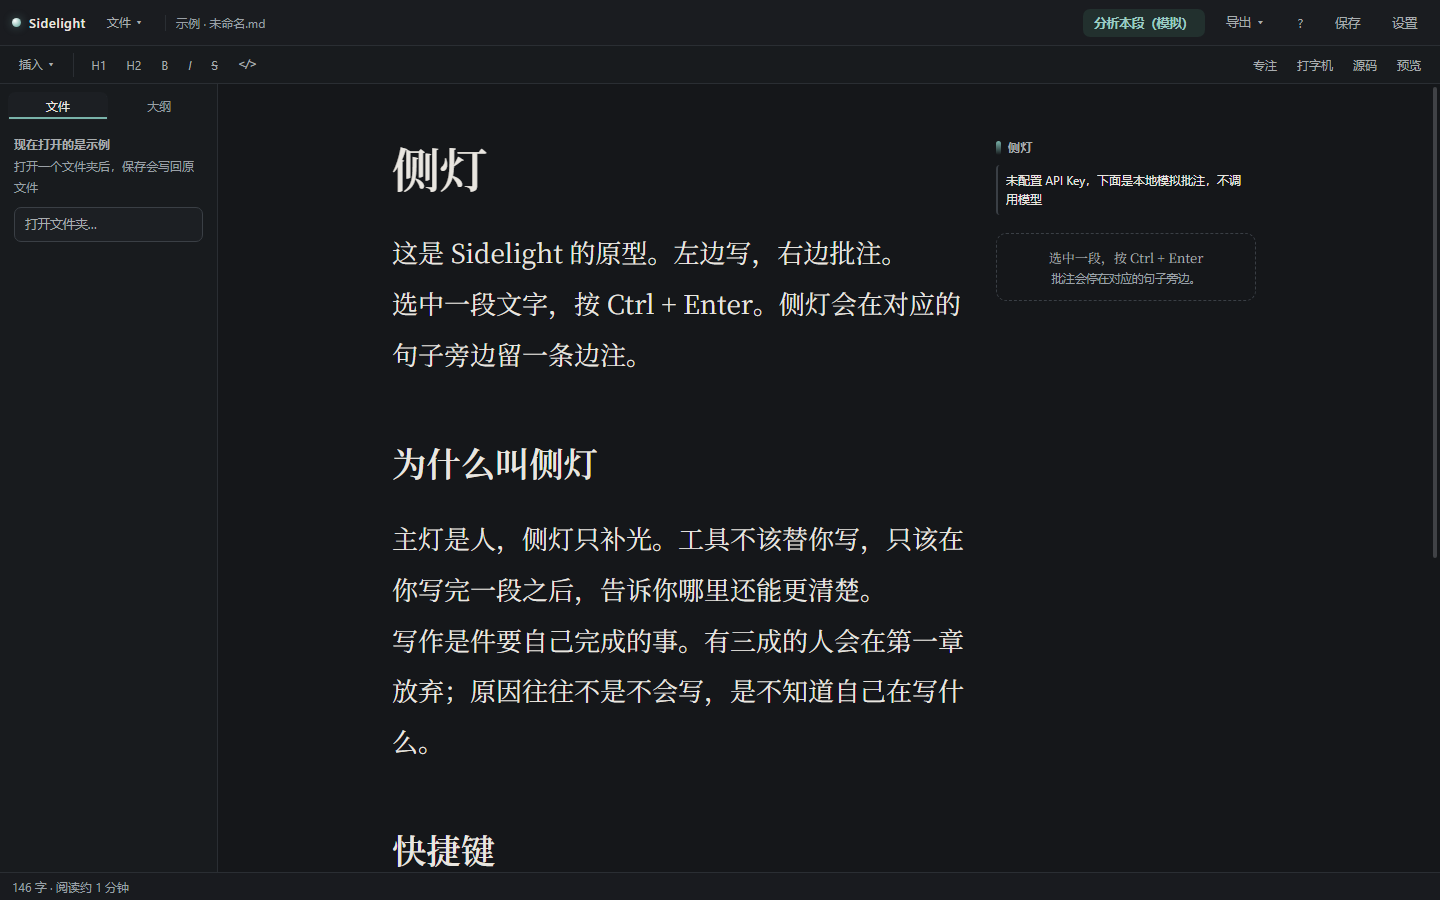 Sidelight 文件 示例 · 未命名.md 分析本段（模拟） 导出 ? 保存 设置
插入 H1 H2 B I S </> 专注 打字机 源码 预览
文件 大纲
现在打开的是示例
打开一个文件夹后，保存会写回原
文件
打开文件夹...
侧灯
这是 Sidelight 的原型。左边写，右边批注。
选中一段文字，按 Ctrl + Enter。侧灯会在对应的
句子旁边留一条边注。
为什么叫侧灯
主灯是人，侧灯只补光。工具不该替你写，只该在
你写完一段之后，告诉你哪里还能更清楚。
写作是件要自己完成的事。有三成的人会在第一章
放弃；原因往往不是不会写，是不知道自己在写什
么。
快捷键
侧灯
未配置 API Key，下面是本地模拟批注，不调
用模型
选中一段，按 Ctrl + Enter
批注会停在对应的句子旁边。
146 字 · 阅读约 1 分钟